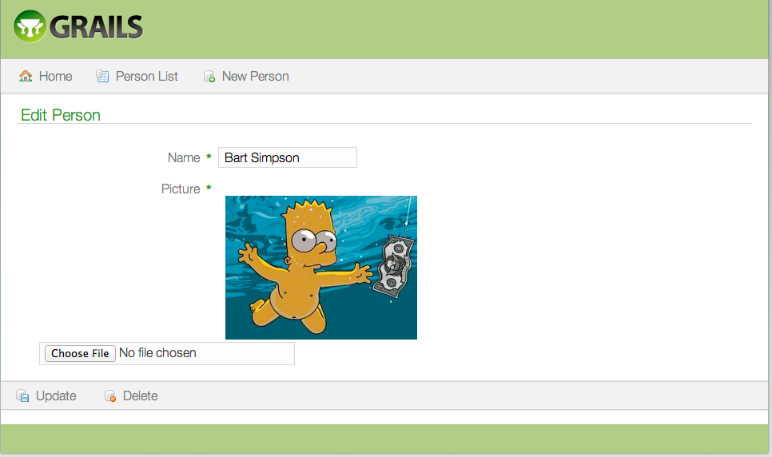 GRAILS
Home Person List New Person
Edit Person
Name * Bart Simpson
Picture *
Choose File No file chosen
Update Delete